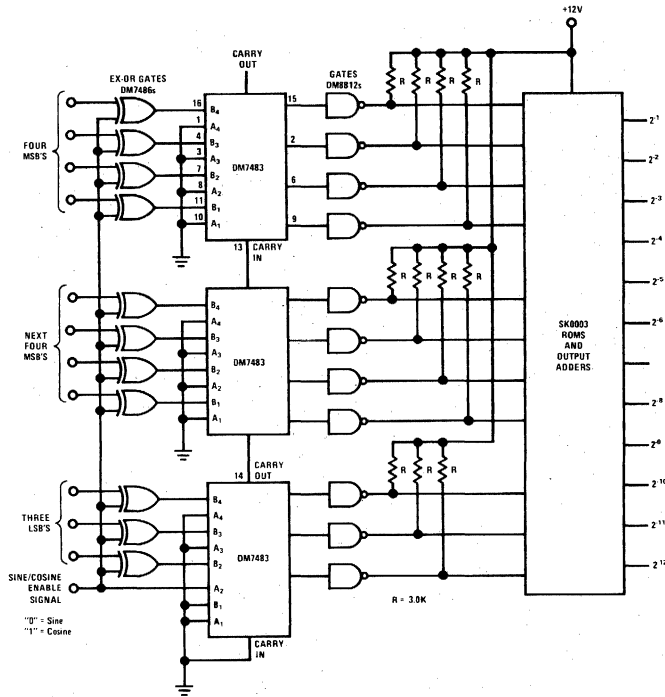 +12V
CARRY
OUT
EX-OR GATES
DM7486s
GATES
DM8812s
R R R R
FOUR
MSB'S
16 B4
1 A4
4 B3
3 A3
7 B2
8 A2
11 B1
10 A1
DM7483
15
2
6
9
13 CARRY
IN
2-1
2-2
2-3
2-4
2-5
2-6
2-8
2-9
2-10
2-11
2-12
SK0003
ROMS
AND
OUTPUT
ADDERS
R R R R
NEXT
FOUR
MSB'S
B4
A4
B3
A3
B2
A2
B1
A1
DM7483
14 CARRY
OUT
R R R
THREE
LSB'S
B4
A4
B3
A3
B2
A2
B1
A1
DM7483
SINE/COSINE
ENABLE
SIGNAL
"0" = Sine
"1" = Cosine
R = 3.0K
CARRY
IN